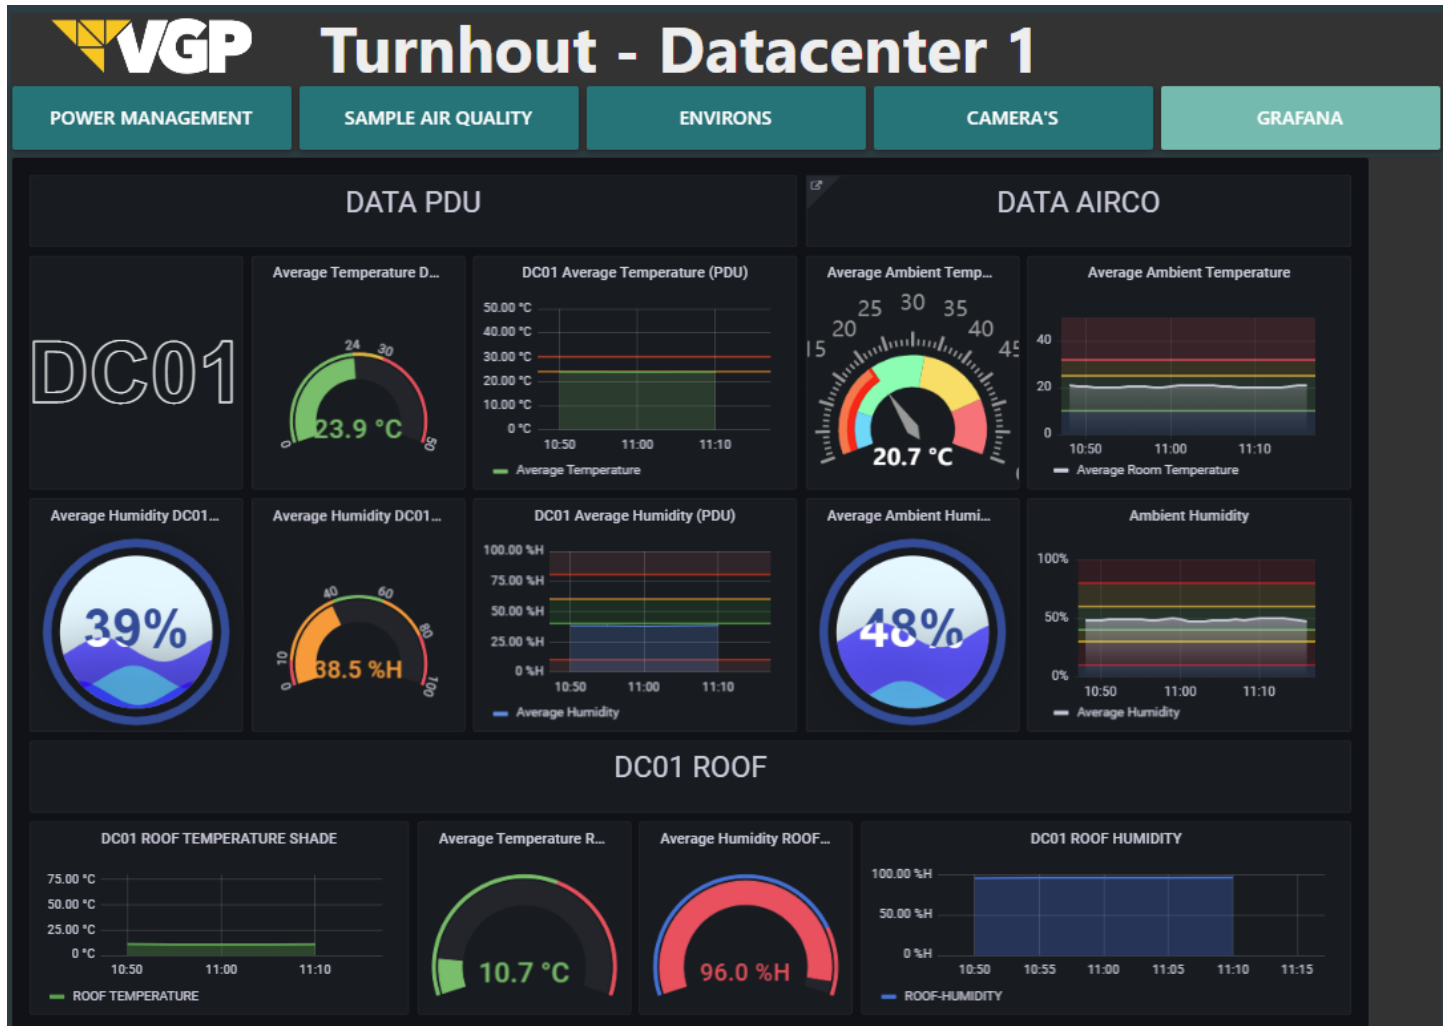 VGP Turnhout - Datacenter 1
POWER MANAGEMENT
SAMPLE AIR QUALITY
ENVIRONS
CAMERA'S
GRAFANA
DATA PDU
DATA AIRCO
DC01
Average Temperature D...
0
24
30
50
23.9 °C
DC01 Average Temperature (PDU)
50.00 °C
40.00 °C
30.00 °C
20.00 °C
10.00 °C
0 °C
10:50 11:00 11:10
Average Temperature
Average Ambient Temp...
20
25
30
35
40
20.7 °C
Average Ambient Temperature
40
20
0
10:50 11:00 11:10
Average Room Temperature
Average Humidity DC01...
39%
Average Humidity DC01...
0
10
40
60
80
100
38.5 %H
DC01 Average Humidity (PDU)
100.00 %H
75.00 %H
50.00 %H
25.00 %H
0 %H
10:50 11:00 11:10
Average Humidity
Average Ambient Humi...
48%
Ambient Humidity
100%
50%
0%
10:50 11:00 11:10
Average Humidity
DC01 ROOF
DC01 ROOF TEMPERATURE SHADE
75.00 °C
50.00 °C
25.00 °C
0 °C
10:50 11:00 11:10
ROOF TEMPERATURE
Average Temperature R...
10.7 °C
Average Humidity ROOF...
96.0 %H
DC01 ROOF HUMIDITY
100.00 %H
50.00 %H
0 %H
10:50 10:55 11:00 11:05 11:10 11:15
ROOF-HUMIDITY